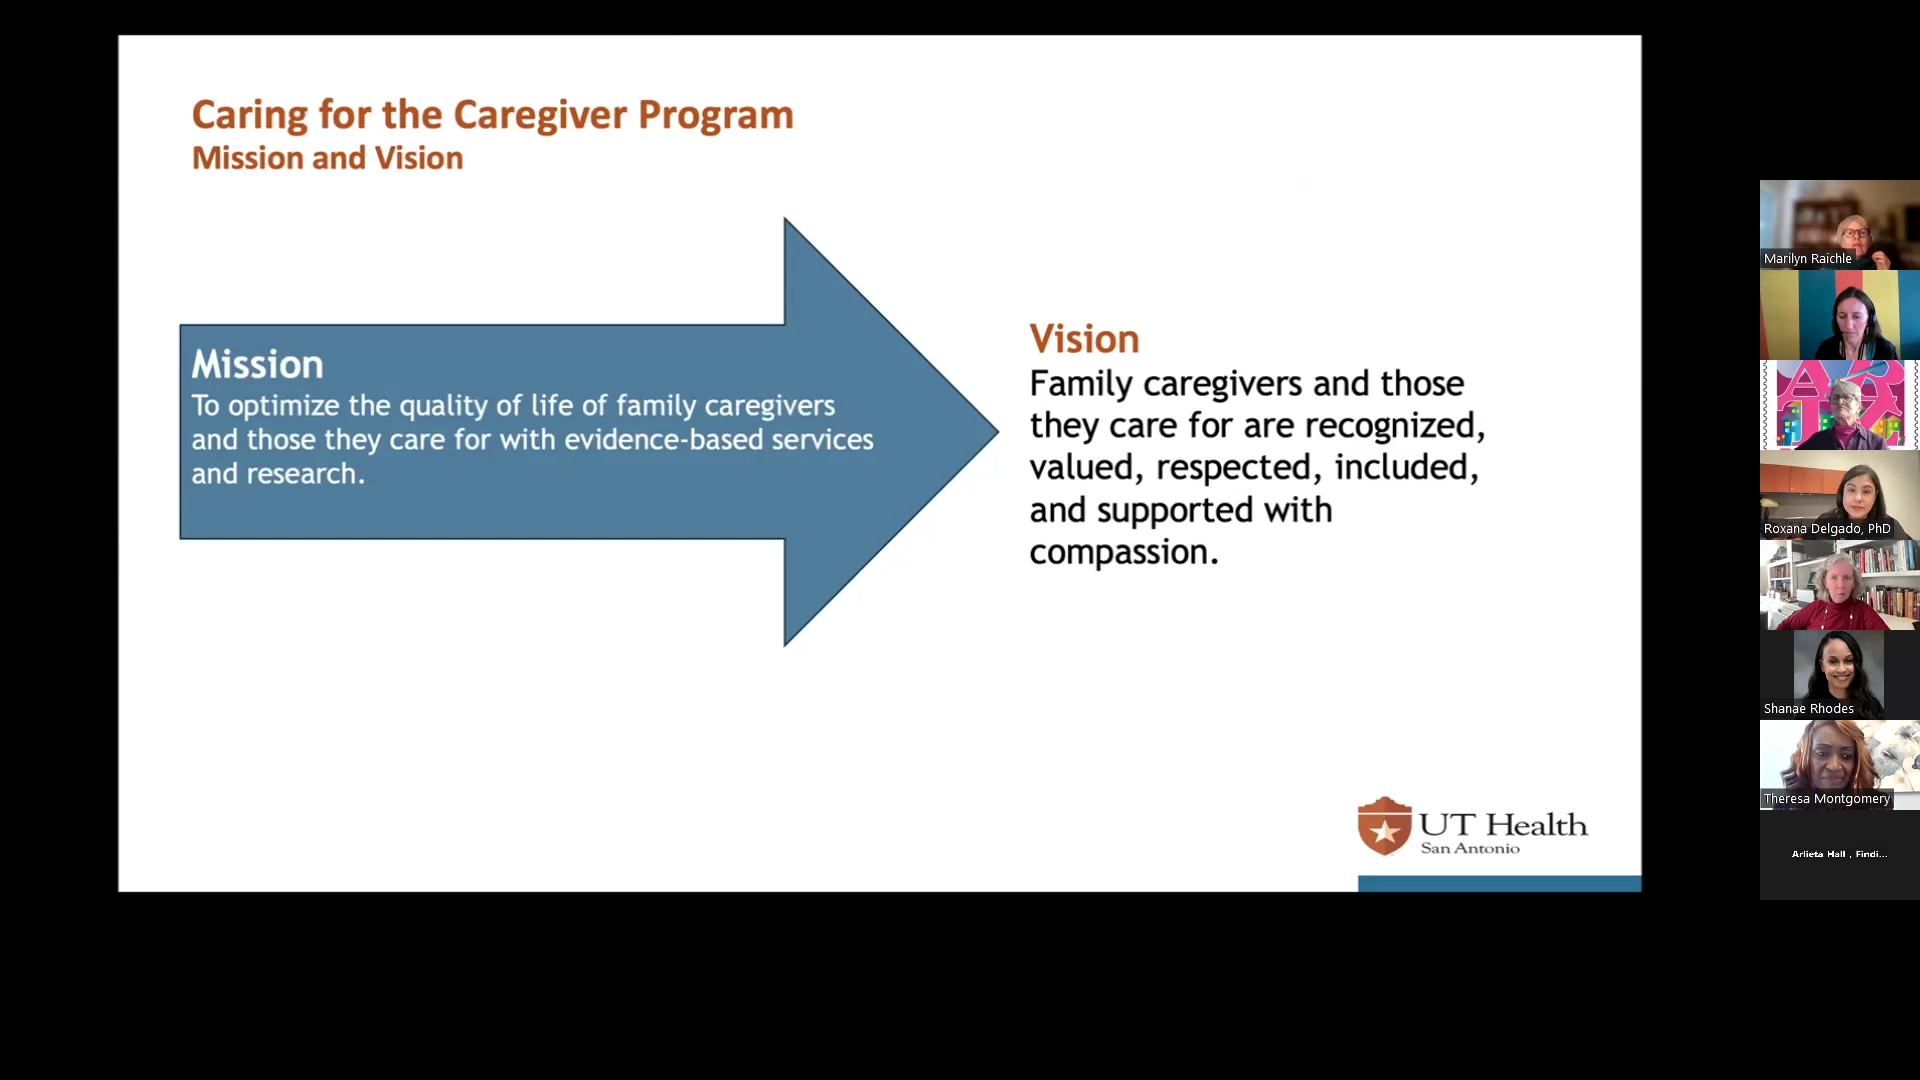 Caring for the Caregiver Program
Mission and Vision
Mission
To optimize the quality of life of family caregivers
and those they care for with evidence-based services
and research.
Vision
Family caregivers and those
they care for are recognized,
valued, respected, included,
and supported with
compassion.
UT Health
San Antonio
Marilyn Raichle
Roxana Delgado, PhD
Shanae Rhodes
Theresa Montgomery
Arlieta Hall , Findi...